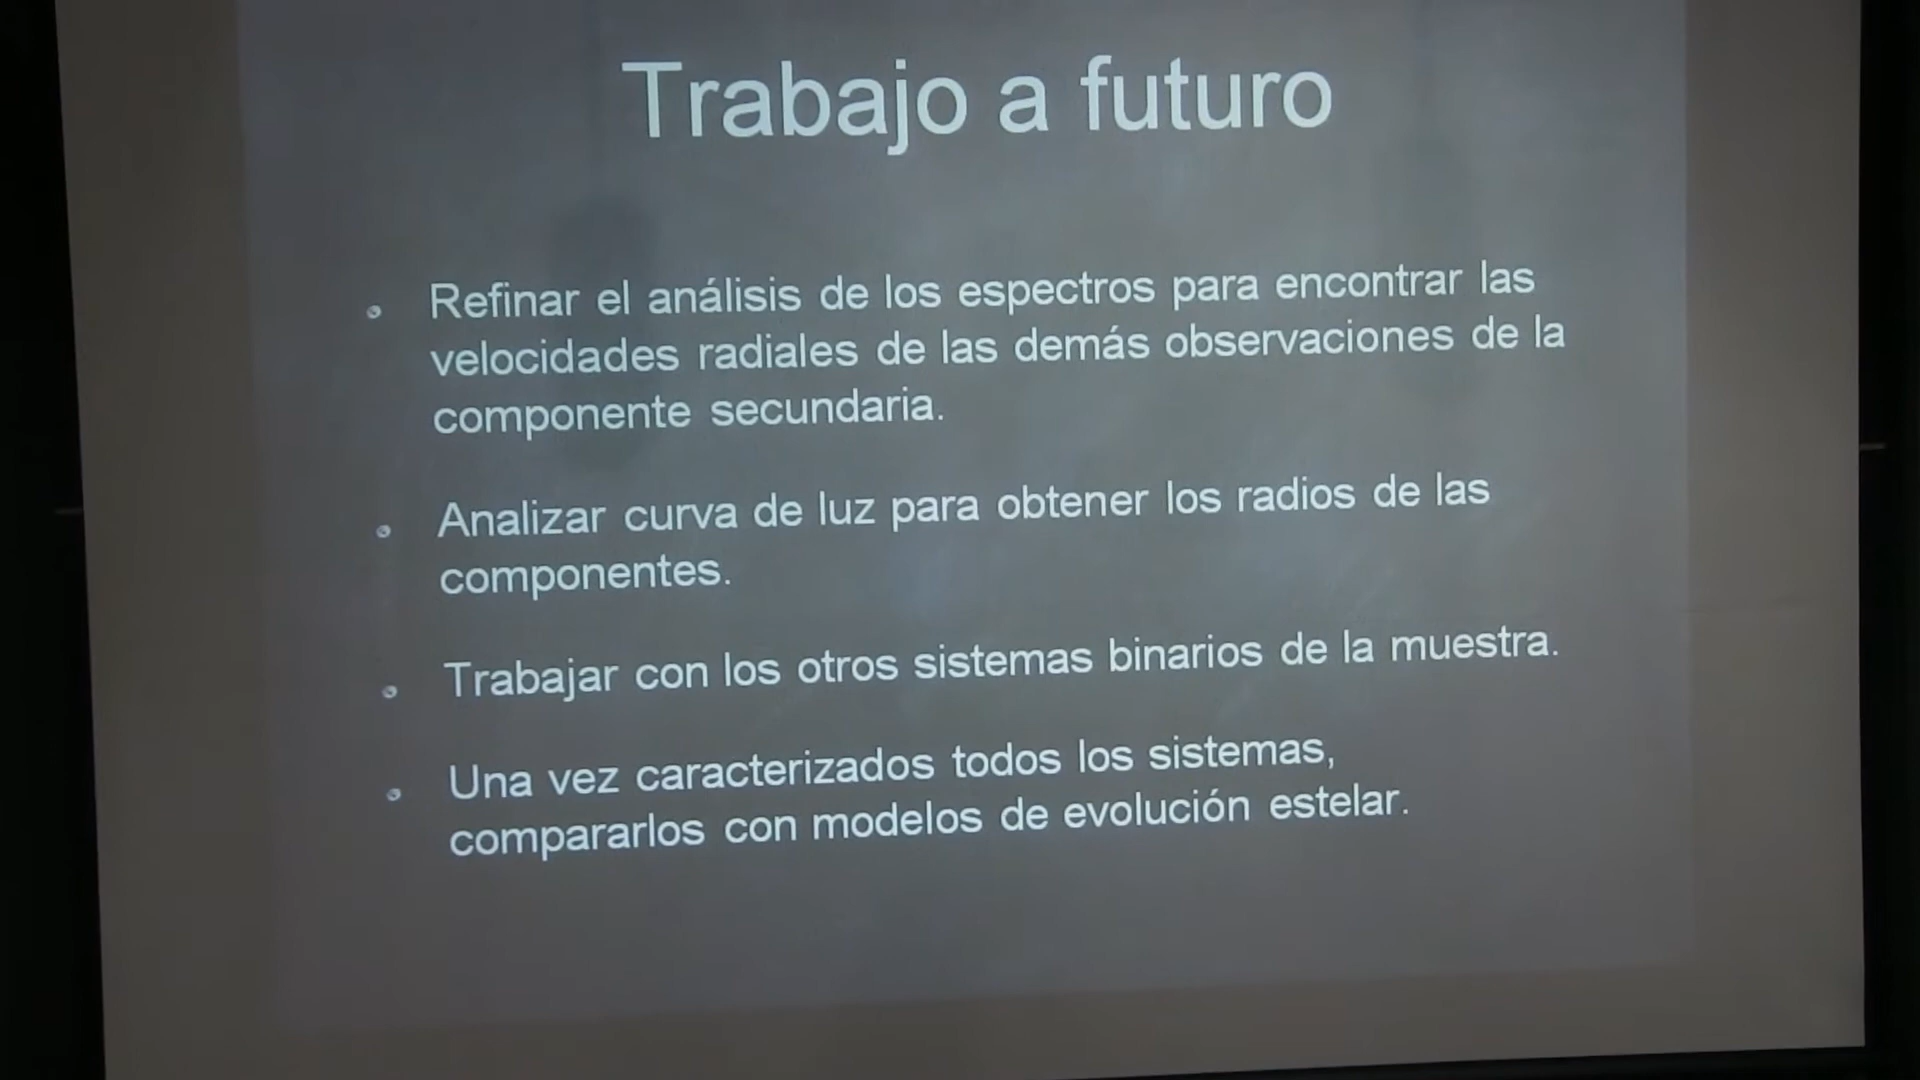 Trabajo a futuro
Refinar el análisis de los espectros para encontrar las
velocidades radiales de las demás observaciones de la
componente secundaria.
Analizar curva de luz para obtener los radios de las
componentes.
Trabajar con los otros sistemas binarios de la muestra.
Una vez caracterizados todos los sistemas,
compararlos con modelos de evolución estelar.